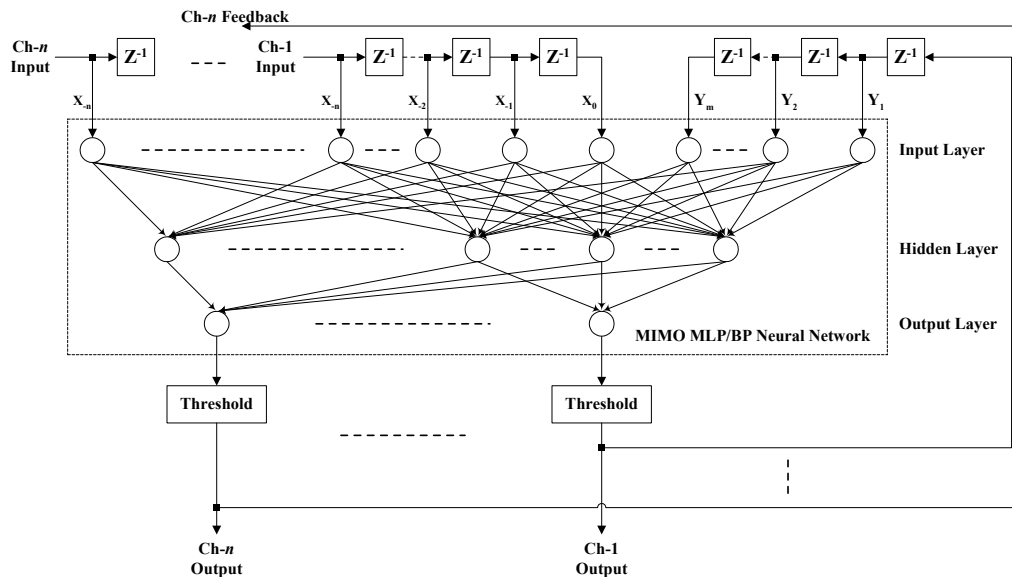 Ch-n Feedback
Ch-n
Input
Z-1
Ch-1
Input
Z-1
Z-1
Z-1
Z-1
Z-1
Z-1
X-n
X-n
X-2
X-1
X0
Ym
Y2
Y1
Input Layer
Hidden Layer
Output Layer
MIMO MLP/BP Neural Network
Threshold
Threshold
Ch-n
Output
Ch-1
Output